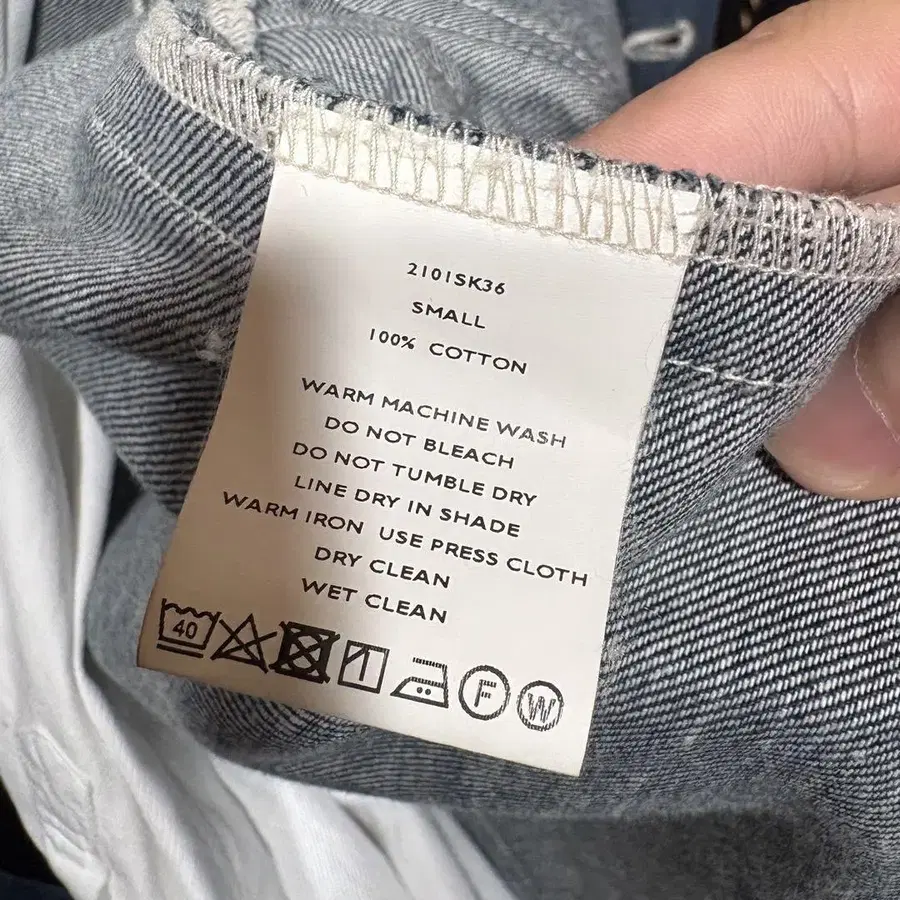 2101SK36
SMALL
100% COTTON
WARM MACHINE WASH
DO NOT BLEACH
DO NOT TUMBLE DRY
LINE DRY IN SHADE
WARM IRON USE PRESS CLOTH
DRY CLEAN
WET CLEAN
40 F W